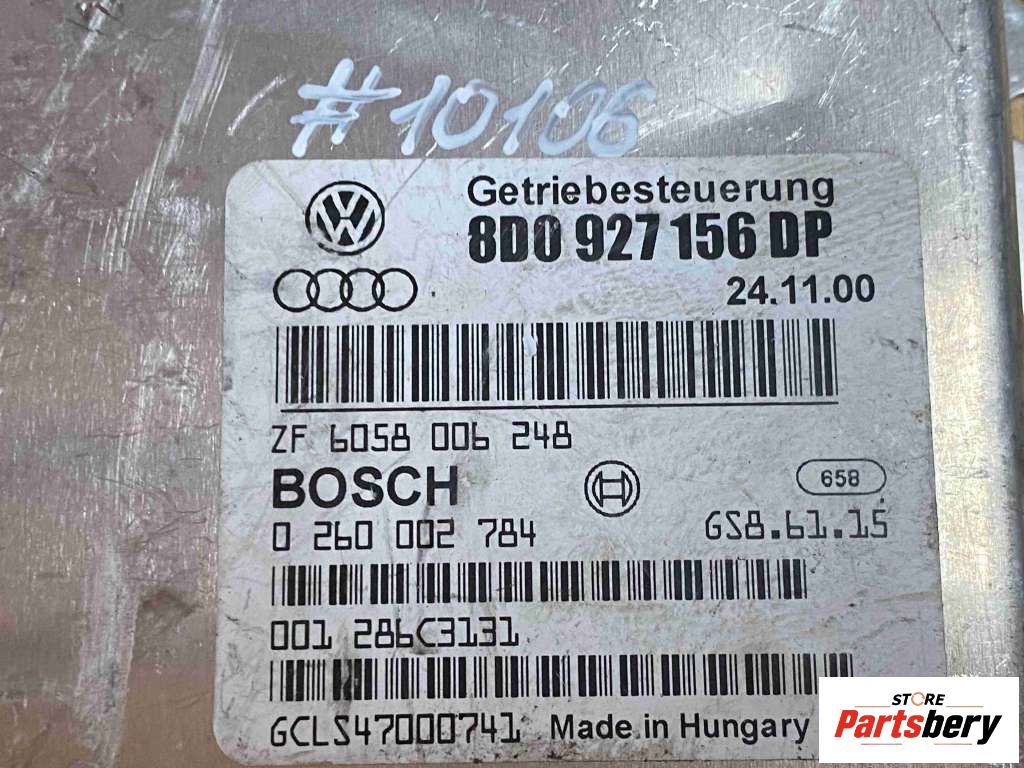 #10106
Getriebesteuerung
8D0 927 156 DP
24.11.00
ZF 6058 006 248
BOSCH
658
0 260 002 784
GS8.61.15
001 286C3131
GCLS47000741 Made in Hungary
STORE
Partsbery